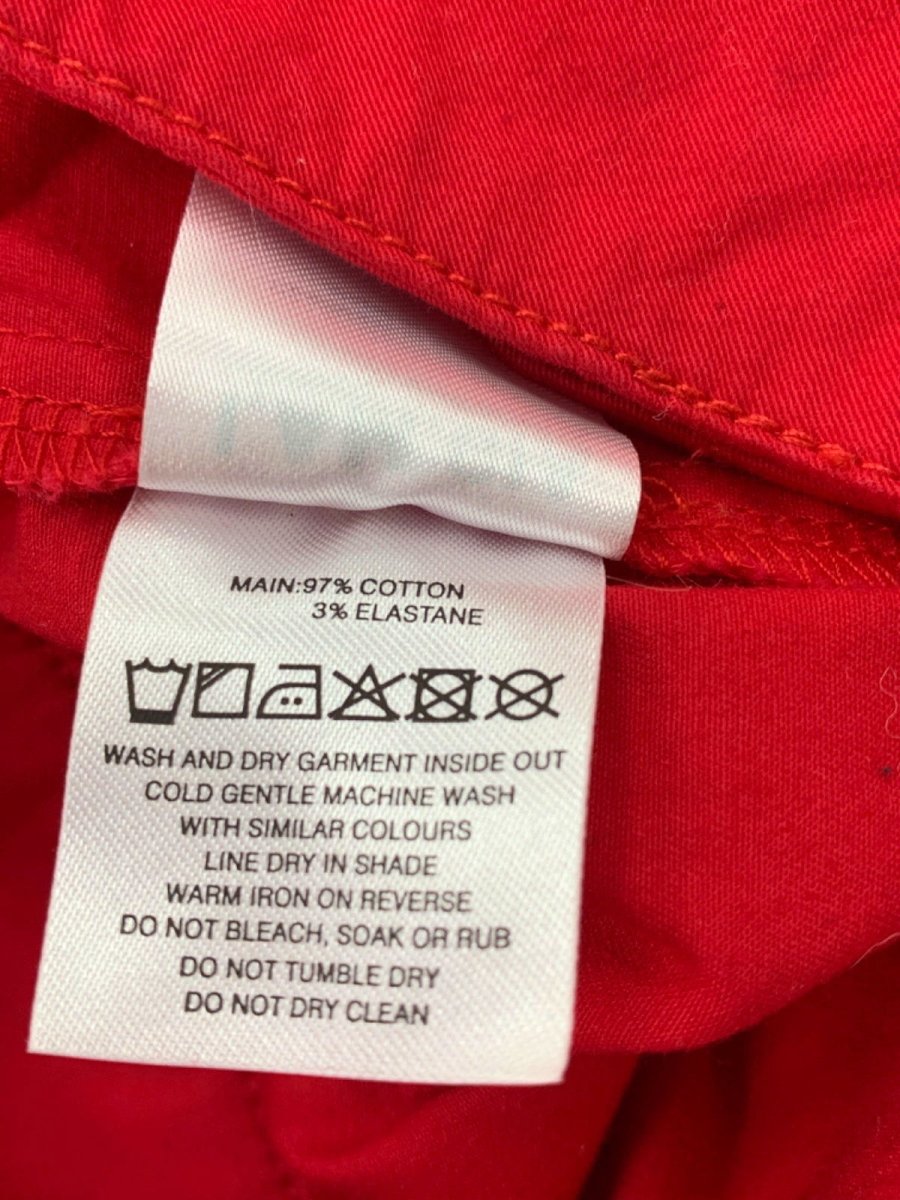 MAIN:97% COTTON
3% ELASTANE
WASH AND DRY GARMENT INSIDE OUT
COLD GENTLE MACHINE WASH
WITH SIMILAR COLOURS
LINE DRY IN SHADE
WARM IRON ON REVERSE
DO NOT BLEACH, SOAK OR RUB
DO NOT TUMBLE DRY
DO NOT DRY CLEAN